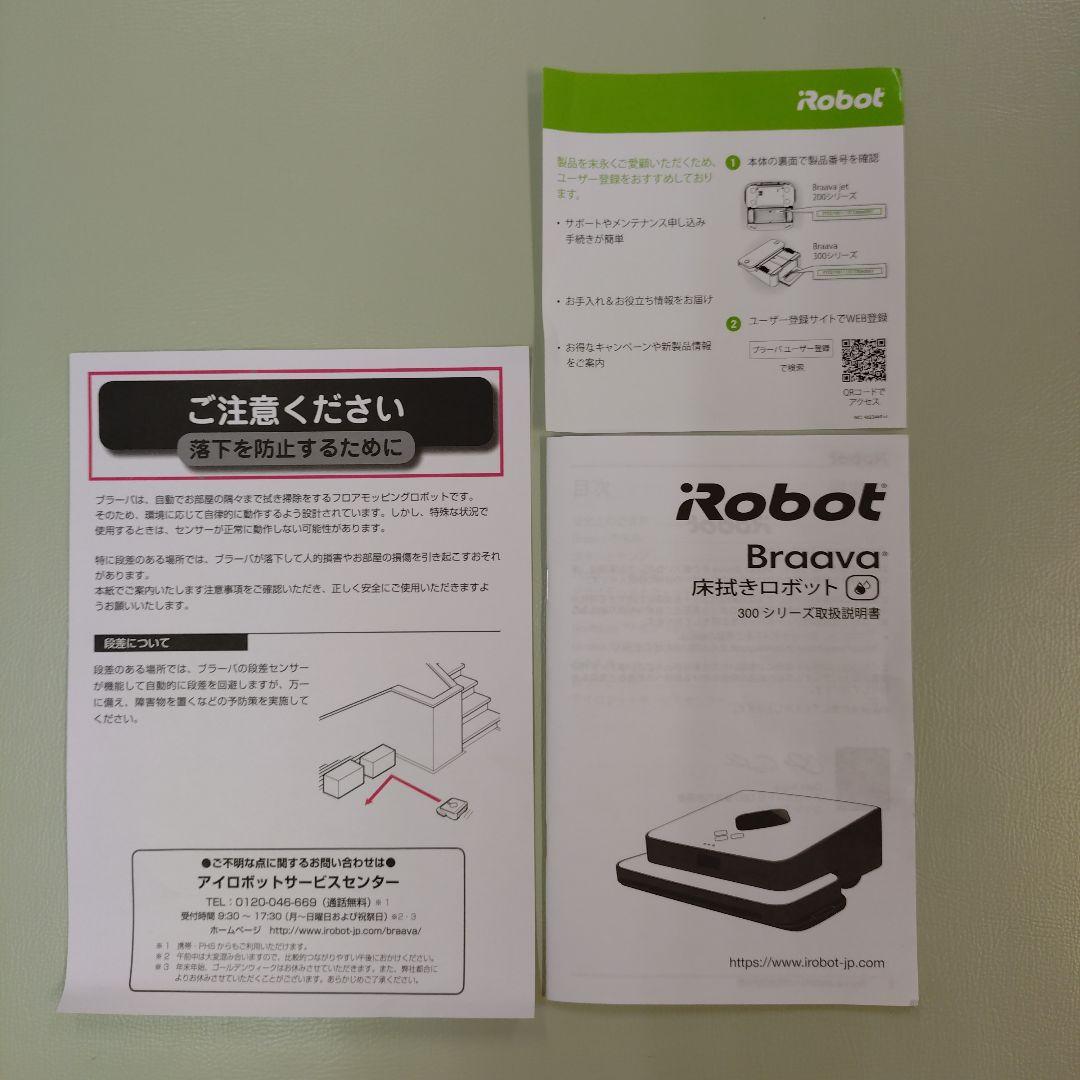 iRobot
製品を末永くご愛顧いただくため、
ユーザー登録をおすすめしており
ます。
・サポートやメンテナンス申し込み
手続きが簡単
・お手入れ＆お役立ち情報をお届け
・お得なキャンペーンや新製品情報
をご案内
1 本体の裏面で製品番号を確認
Braava jet
200シリーズ
Braava
300シリーズ
2 ユーザー登録サイトでWEB登録
ブラーバ ユーザー登録
で検索
QRコードで
アクセス
ご注意ください
落下を防止するために
ブラーバは、自動でお部屋の隅々まで拭き掃除をするフロアモッピングロボットです。
そのため、環境に応じて自律的に動作するよう設計されています。しかし、特殊な状況で
使用するときは、センサーが正常に動作しない可能性があります。
特に段差のある場所では、ブラーバが落下して人的損害やお部屋の損傷を引き起こすおそれ
があります。
本紙でご案内いたします注意事項をご確認いただき、正しく安全にご使用いただきますよ
うお願いいたします。
段差について
段差のある場所では、ブラーバの段差センサー
が機能して自動的に段差を回避しますが、万一
に備え、障害物を置くなどの予防策を実施して
ください。
●ご不明な点に関するお問い合わせは●
アイロボットサービスセンター
TEL：0120-046-669（通話無料）※1
受付時間 9:30 ～ 17:30（月～日曜日および祝祭日）※2・3
ホームページ http://www.irobot-jp.com/braava/
※1 携帯・PHSからもご利用いただけます。
※2 午前中は大変混み合いますので、比較的つながりやすい午後におかけください。
※3 年末年始、ゴールデンウィークはお休みさせていただきます。また、弊社都合に
よりお休みさせていただくことがございます。あらかじめご了承ください。
iRobot®
Braava®
床拭きロボット
300 シリーズ取扱説明書
https://www.irobot-jp.com